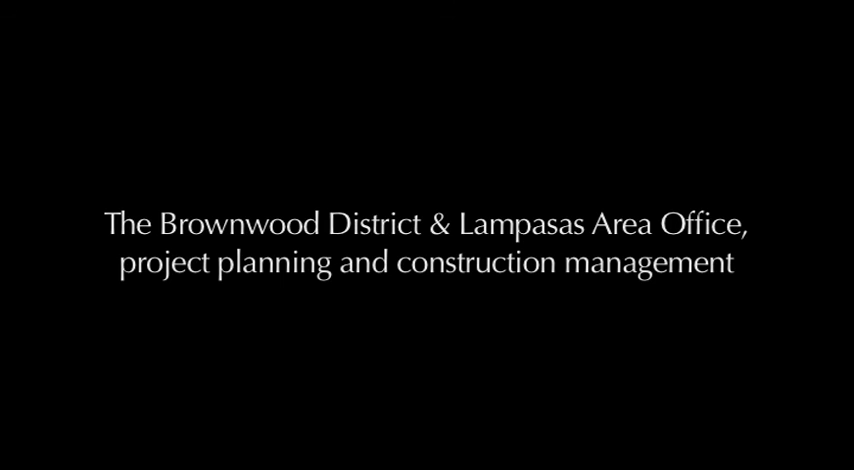 The Brownwood District & Lampasas Area Office,
project planning and construction management